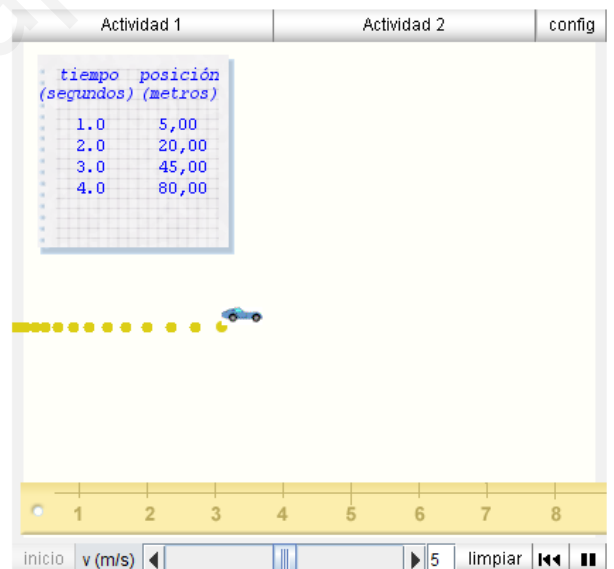 Actividad 1 Actividad 2 config
tiempo posición
(segundos) (metros)
1.0 5,00
2.0 20,00
3.0 45,00
4.0 80,00
1 2 3 4 5 6 7 8
inicio v (m/s) 5 limpiar